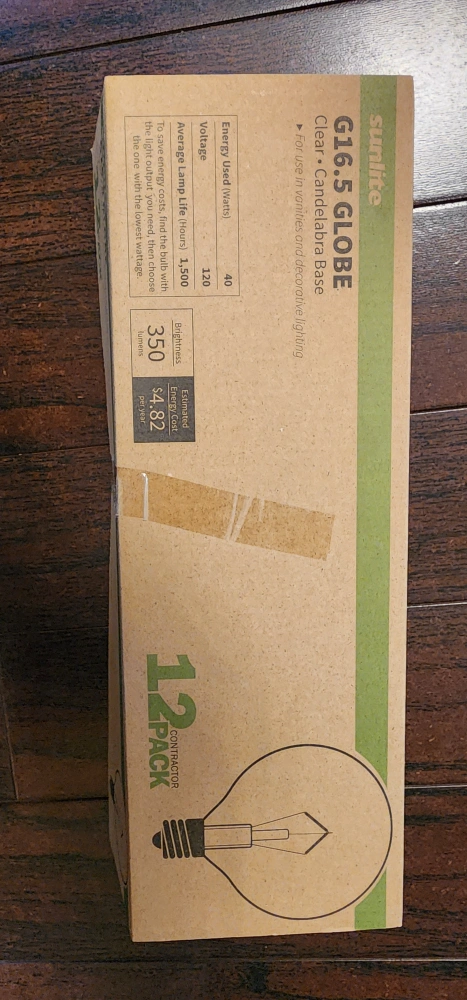 sunlite
G16.5 GLOBE
Clear • Candelabra Base
▸ For use in vanities and decorative lighting
Energy Used (Watts) 40
Voltage 120
Average Lamp Life (Hours) 1,500
To save energy costs, find the bulb with
the light output you need, then choose
the one with the lowest wattage.
Brightness
350
lumens
Estimated
Energy Cost
$4.82
per year
12
CONTRACTOR
PACK